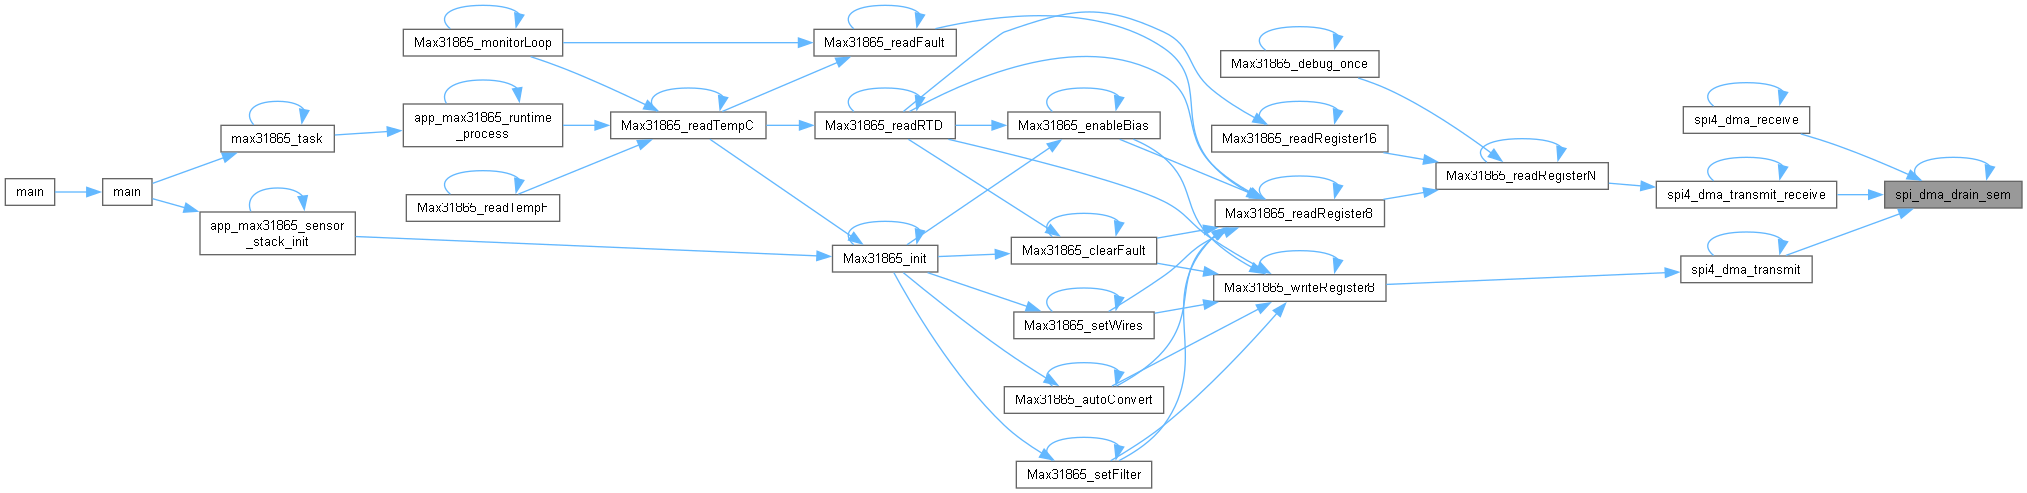 Max31865_monitorLoop
Max31865_readFault
Max31865_debug_once
spi4_dma_receive
max31865_task
app_max31865_runtime
_process
Max31865_readTempC
Max31865_readRTD
Max31865_enableBias
Max31865_readRegister16
Max31865_readRegisterN
main
main
Max31865_readTempF
Max31865_readRegister8
spi4_dma_transmit_receive
spi_dma_drain_sem
app_max31865_sensor
_stack_init
Max31865_init
Max31865_clearFault
Max31865_writeRegister8
spi4_dma_transmit
Max31865_setWires
Max31865_autoConvert
Max31865_setFilter